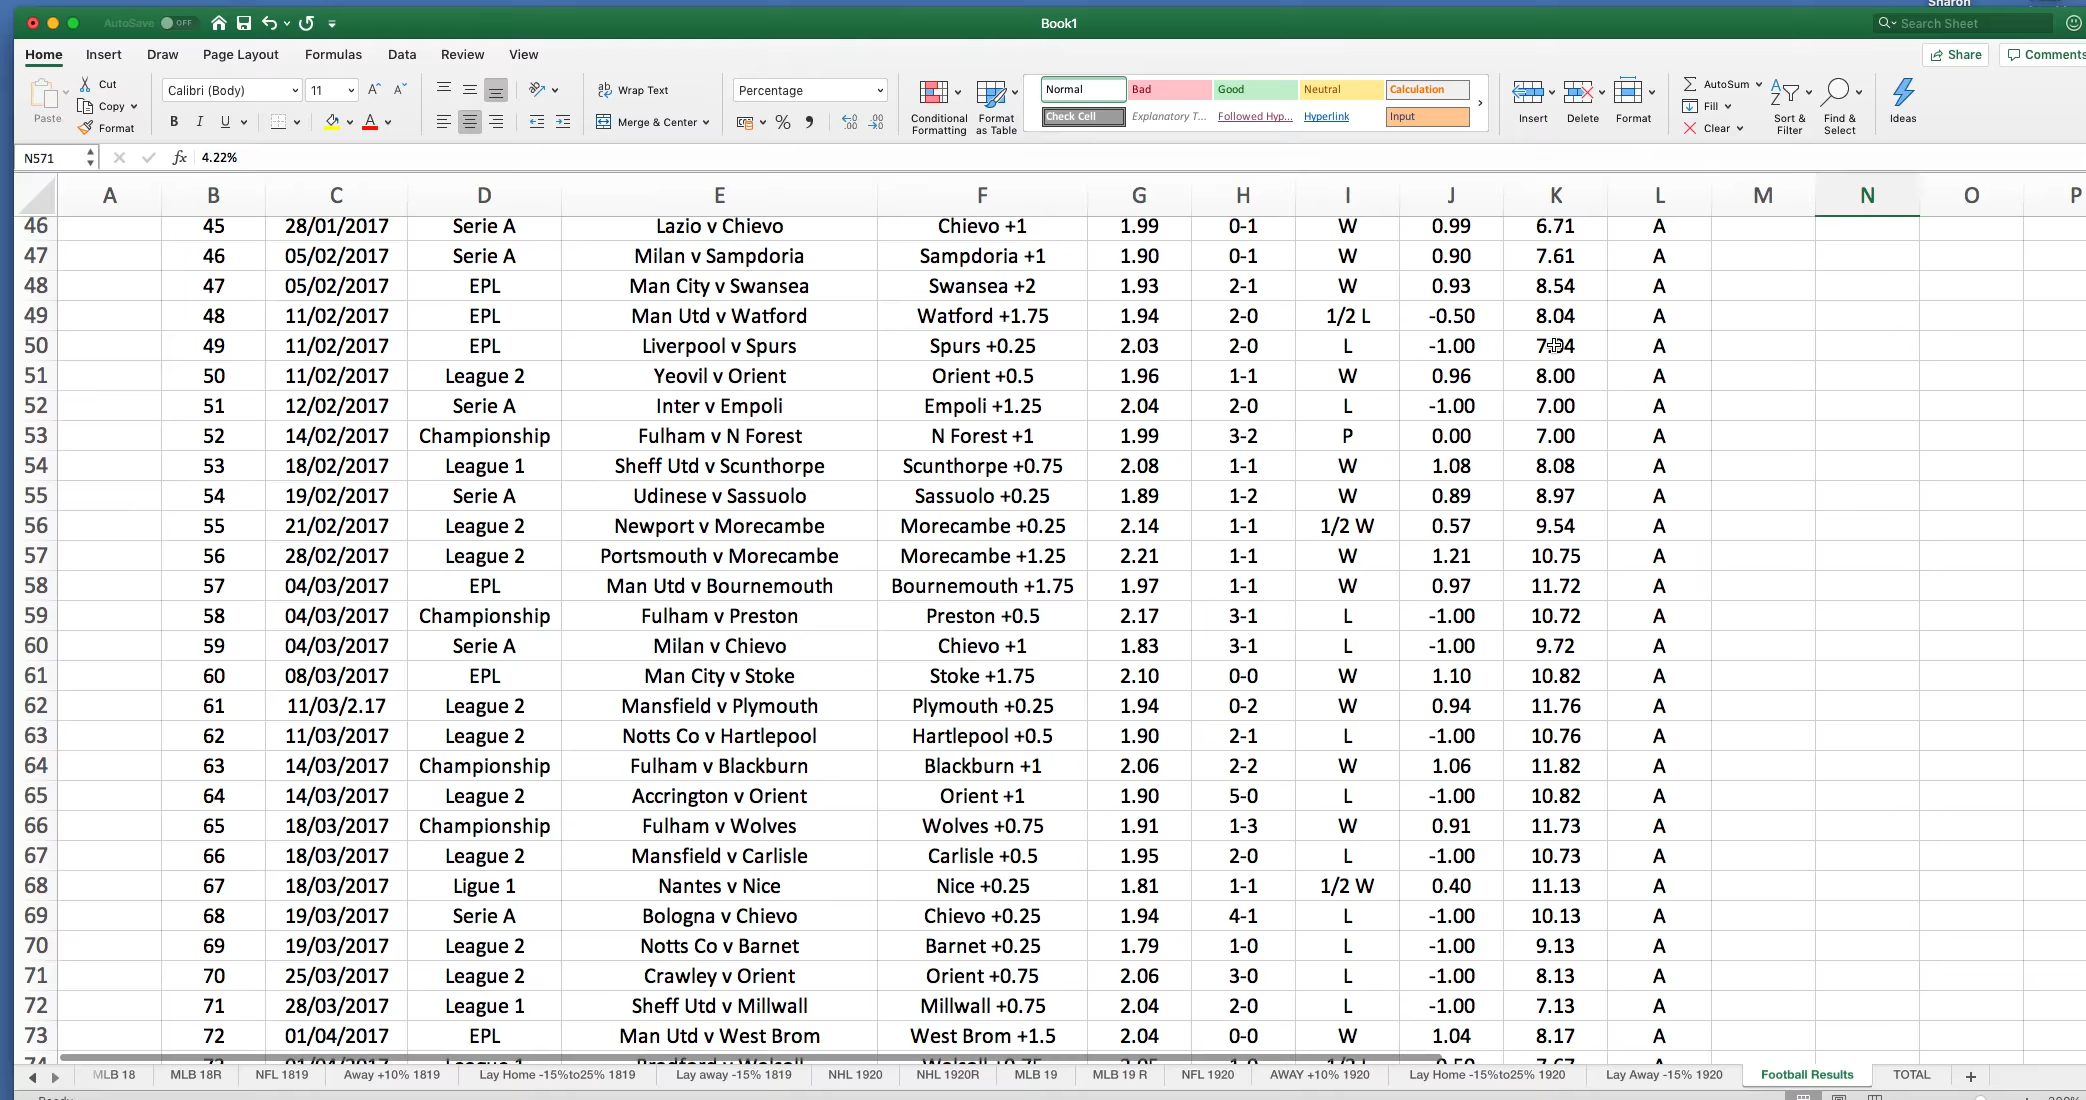 Sharon
AutoSave OFF Book1 Search Sheet
Home Insert Draw Page Layout Formulas Data Review View Share Comments
Paste Cut Copy Format Calibri (Body) 11 Wrap Text Merge & Center Percentage Conditional Formatting Format as Table Normal Bad Good Neutral Calculation Check Cell Explanatory T... Followed Hyp... Hyperlink Input Insert Delete Format AutoSum Fill Clear Sort & Filter Find & Select Ideas
N571 fx 4.22%
A B C D E F G H I J K L M N O P
46 45 28/01/2017 Serie A Lazio v Chievo Chievo +1 1.99 0-1 W 0.99 6.71 A
47 46 05/02/2017 Serie A Milan v Sampdoria Sampdoria +1 1.90 0-1 W 0.90 7.61 A
48 47 05/02/2017 EPL Man City v Swansea Swansea +2 1.93 2-1 W 0.93 8.54 A
49 48 11/02/2017 EPL Man Utd v Watford Watford +1.75 1.94 2-0 1/2 L -0.50 8.04 A
50 49 11/02/2017 EPL Liverpool v Spurs Spurs +0.25 2.03 2-0 L -1.00 7.04 A
51 50 11/02/2017 League 2 Yeovil v Orient Orient +0.5 1.96 1-1 W 0.96 8.00 A
52 51 12/02/2017 Serie A Inter v Empoli Empoli +1.25 2.04 2-0 L -1.00 7.00 A
53 52 14/02/2017 Championship Fulham v N Forest N Forest +1 1.99 3-2 P 0.00 7.00 A
54 53 18/02/2017 League 1 Sheff Utd v Scunthorpe Scunthorpe +0.75 2.08 1-1 W 1.08 8.08 A
55 54 19/02/2017 Serie A Udinese v Sassuolo Sassuolo +0.25 1.89 1-2 W 0.89 8.97 A
56 55 21/02/2017 League 2 Newport v Morecambe Morecambe +0.25 2.14 1-1 1/2 W 0.57 9.54 A
57 56 28/02/2017 League 2 Portsmouth v Morecambe Morecambe +1.25 2.21 1-1 W 1.21 10.75 A
58 57 04/03/2017 EPL Man Utd v Bournemouth Bournemouth +1.75 1.97 1-1 W 0.97 11.72 A
59 58 04/03/2017 Championship Fulham v Preston Preston +0.5 2.17 3-1 L -1.00 10.72 A
60 59 04/03/2017 Serie A Milan v Chievo Chievo +1 1.83 3-1 L -1.00 9.72 A
61 60 08/03/2017 EPL Man City v Stoke Stoke +1.75 2.10 0-0 W 1.10 10.82 A
62 61 11/03/2.17 League 2 Mansfield v Plymouth Plymouth +0.25 1.94 0-2 W 0.94 11.76 A
63 62 11/03/2017 League 2 Notts Co v Hartlepool Hartlepool +0.5 1.90 2-1 L -1.00 10.76 A
64 63 14/03/2017 Championship Fulham v Blackburn Blackburn +1 2.06 2-2 W 1.06 11.82 A
65 64 14/03/2017 League 2 Accrington v Orient Orient +1 1.90 5-0 L -1.00 10.82 A
66 65 18/03/2017 Championship Fulham v Wolves Wolves +0.75 1.91 1-3 W 0.91 11.73 A
67 66 18/03/2017 League 2 Mansfield v Carlisle Carlisle +0.5 1.95 2-0 L -1.00 10.73 A
68 67 18/03/2017 Ligue 1 Nantes v Nice Nice +0.25 1.81 1-1 1/2 W 0.40 11.13 A
69 68 19/03/2017 Serie A Bologna v Chievo Chievo +0.25 1.94 4-1 L -1.00 10.13 A
70 69 19/03/2017 League 2 Notts Co v Barnet Barnet +0.25 1.79 1-0 L -1.00 9.13 A
71 70 25/03/2017 League 2 Crawley v Orient Orient +0.75 2.06 3-0 L -1.00 8.13 A
72 71 28/03/2017 League 1 Sheff Utd v Millwall Millwall +0.75 2.04 2-0 L -1.00 7.13 A
73 72 01/04/2017 EPL Man Utd v West Brom West Brom +1.5 2.04 0-0 W 1.04 8.17 A
MLB 18 MLB 18R NFL 1819 Away +10% 1819 Lay Home -15%to25% 1819 Lay away -15% 1819 NHL 1920 NHL 1920R MLB 19 MLB 19 R NFL 1920 AWAY +10% 1920 Lay Home -15%to25% 1920 Lay Away -15% 1920 Football Results TOTAL